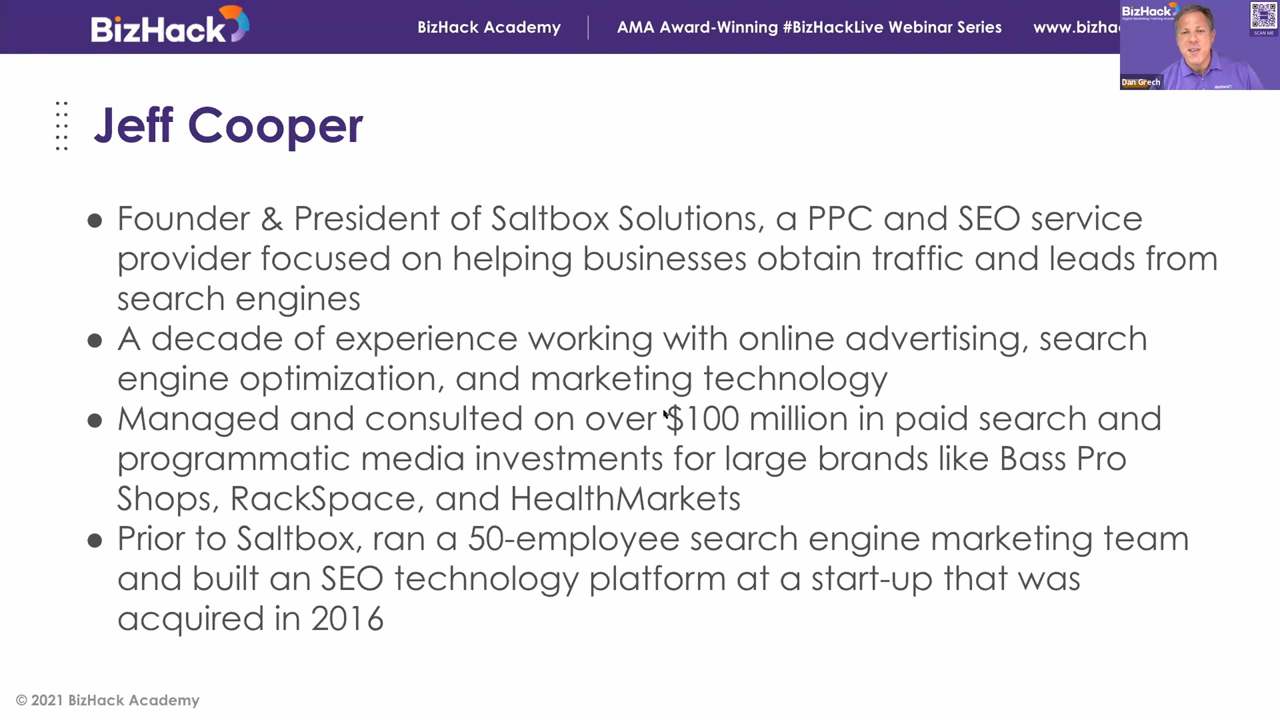 BizHack
BizHack Academy
AMA Award-Winning #BizHackLive Webinar Series
www.bizha
BizHack
SCAN ME
Dan Grech
Jeff Cooper
● Founder & President of Saltbox Solutions, a PPC and SEO service
provider focused on helping businesses obtain traffic and leads from
search engines
● A decade of experience working with online advertising, search
engine optimization, and marketing technology
● Managed and consulted on over $100 million in paid search and
programmatic media investments for large brands like Bass Pro
Shops, RackSpace, and HealthMarkets
● Prior to Saltbox, ran a 50-employee search engine marketing team
and built an SEO technology platform at a start-up that was
acquired in 2016
© 2021 BizHack Academy